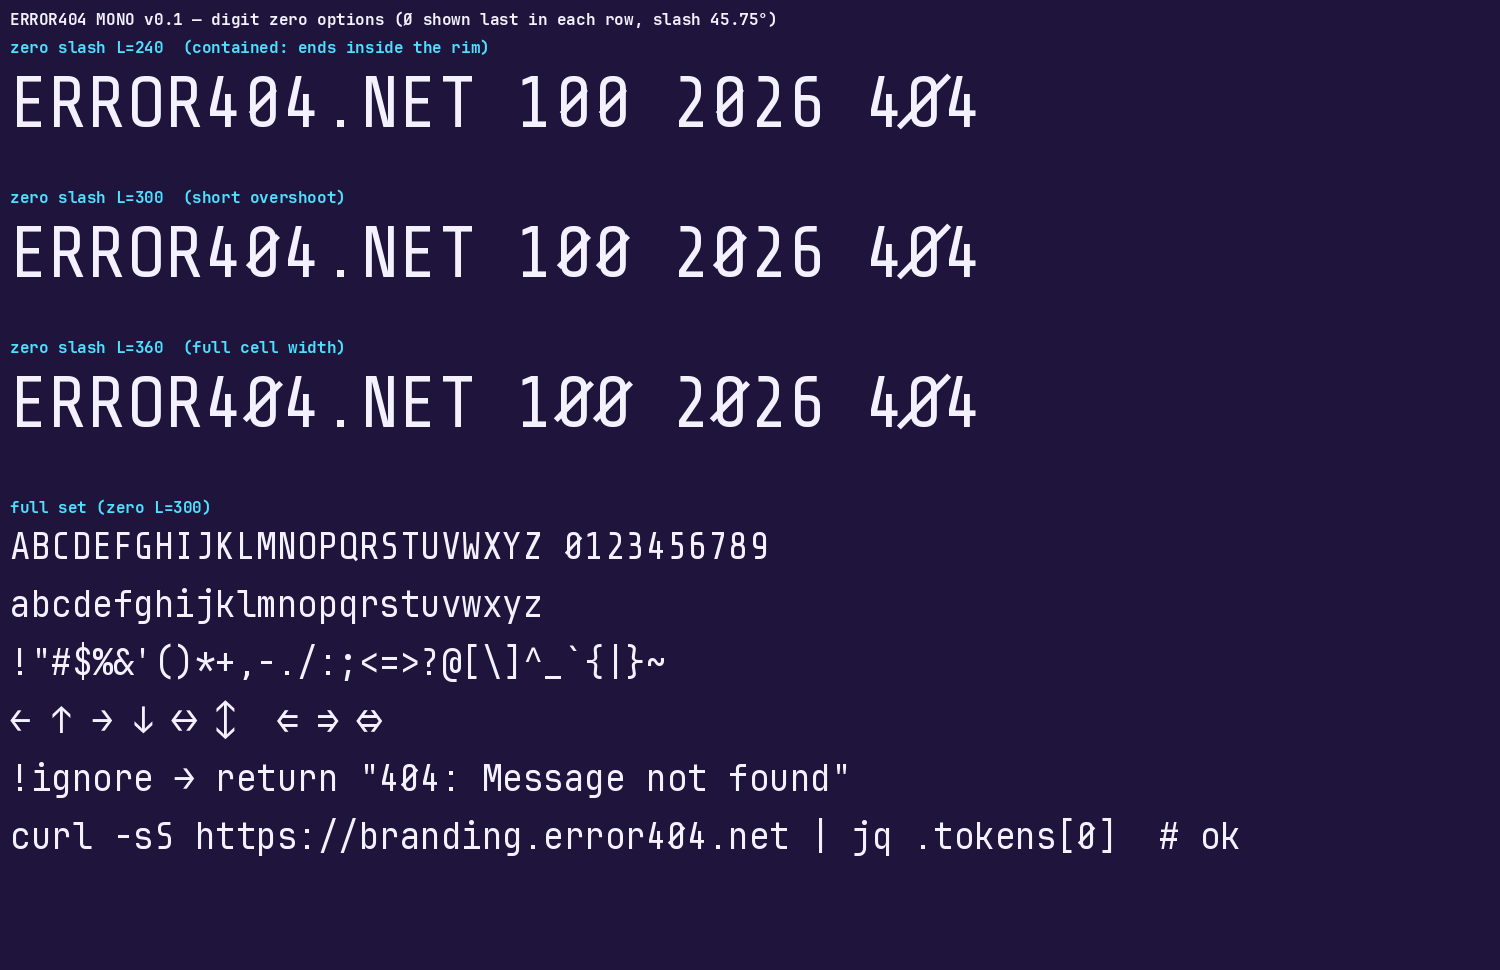 ERROR404 MONO v0.1 — digit zero options (Ø shown last in each row, slash 45.75°)
zero slash L=240  (contained: ends inside the rim)
ERROR404.NET 100 2026 4Ø4
zero slash L=300  (short overshoot)
ERROR404.NET 100 2026 4Ø4
zero slash L=360  (full cell width)
ERROR404.NET 100 2026 4Ø4
full set (zero L=300)
ABCDEFGHIJKLMNOPQRSTUVWXYZ 0123456789
abcdefghijklmnopqrstuvwxyz
!"#$%&'()*+,-./:;<=>?@[\]^_`{|}~
← ↑ → ↓ ↔ ↕  ⇐ ⇒ ⇔
!ignore → return "404: Message not found"
curl -sS https://branding.error404.net | jq .tokens[0]  # ok